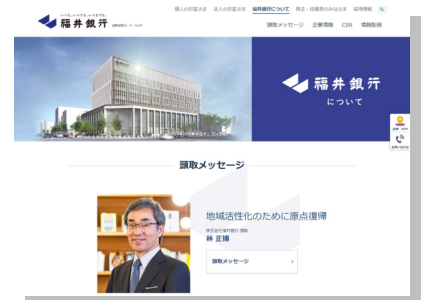 個人のお客さま 法人のお客さま 福井銀行について 株主・投資家のみなさま 採用情報
福井銀行
頭取メッセージ 企業情報 CSR 情報配信
福井銀行
について
頭取メッセージ
地域活性化のために原点復帰
株式会社福井銀行 頭取
林 正博
頭取メッセージ